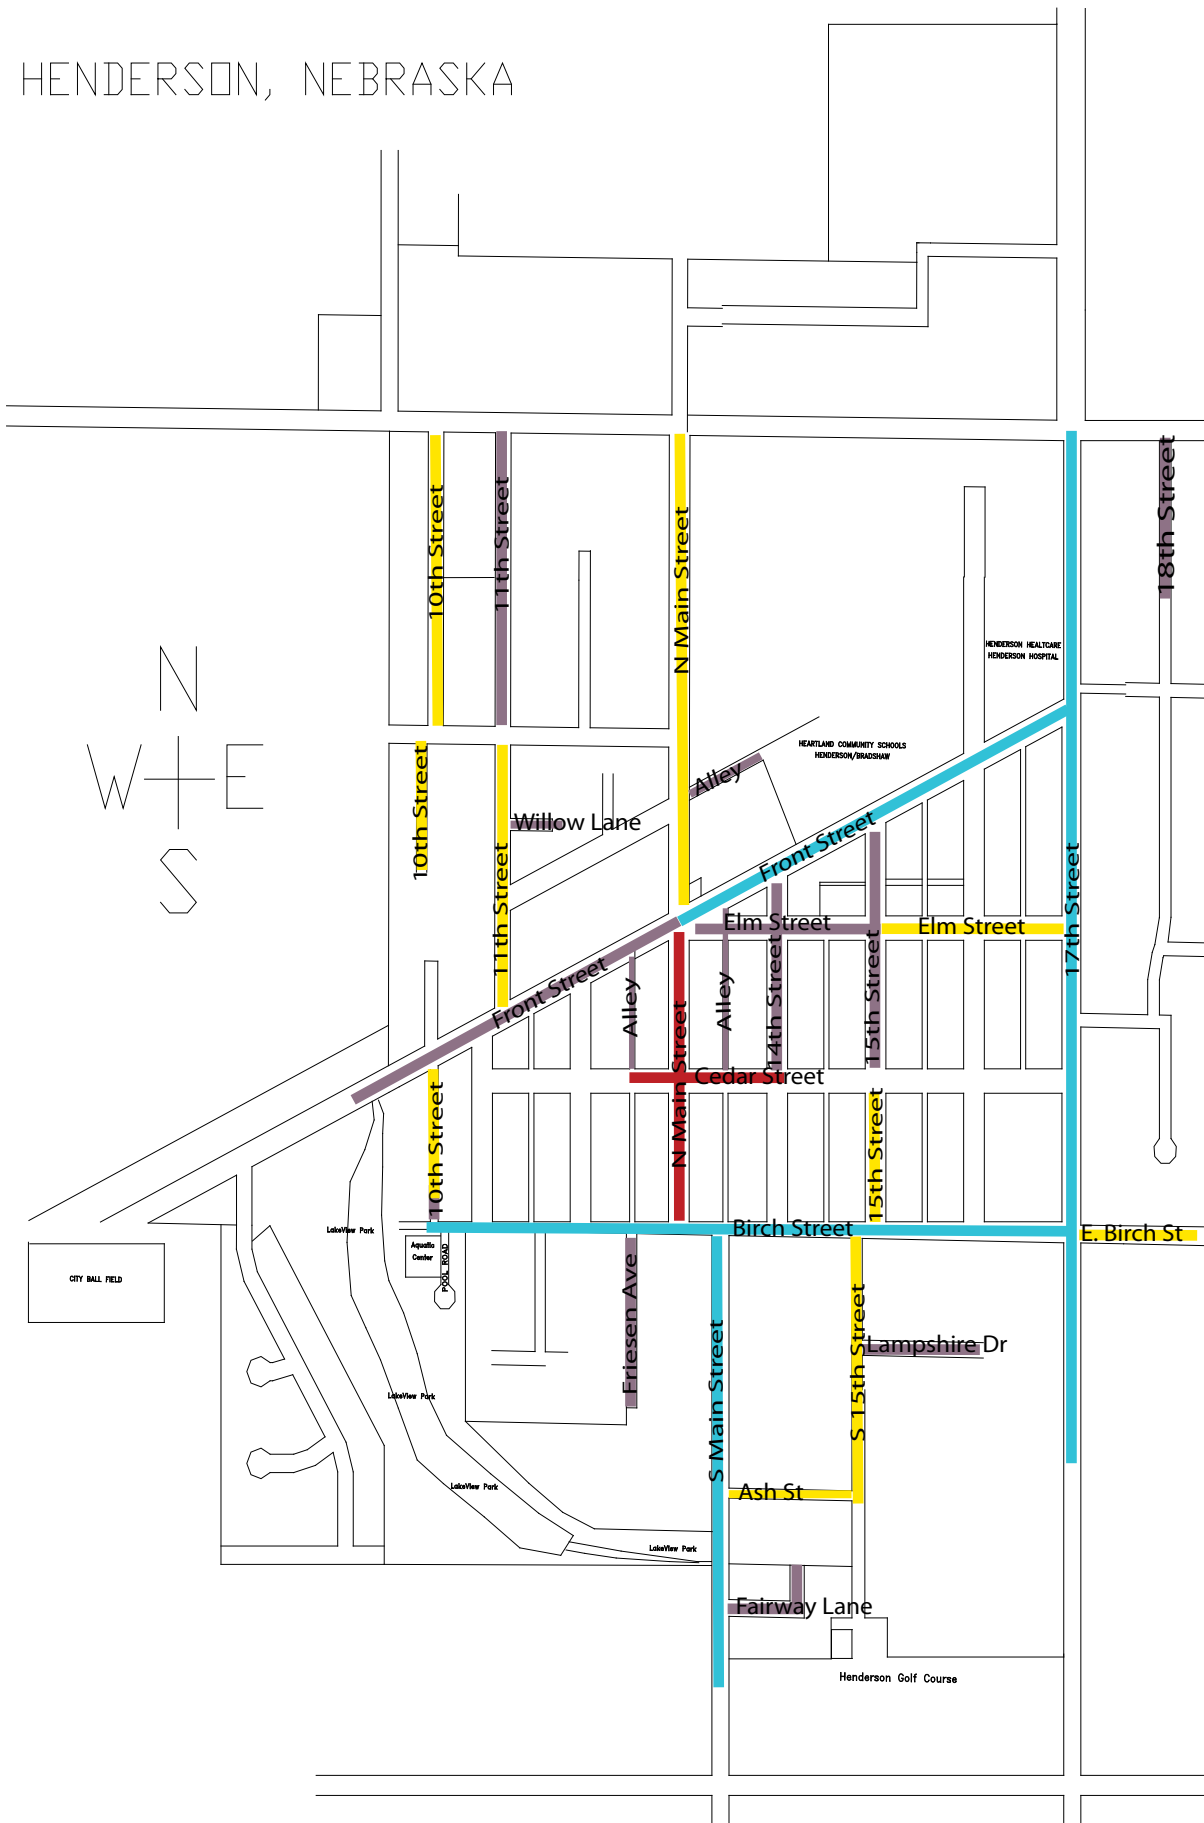 HENDERSON, NEBRASKA
10th Street
11th Street
N Main Street
18th Street
HENDERSON HEALTCARE
HENDERSON HOSPITAL
N
W E
S
HEARTLAND COMMUNITY SCHOOLS
HENDERSON/BRADSHAW
Alley
10th Street
Willow Lane
Front Street
11th Street
17th Street
Elm Street
Elm Street
Front Street
Alley
Alley
14th Street
15th Street
N Main Street
Cedar Street
10th Street
15th Street
LakeView Park
Birch Street
E. Birch St
Aquatic
Center
POOL ROAD
CITY BALL FIELD
Friesen Ave
S Main Street
S 15th Street
Lampshire Dr
LakeView Park
LakeView Park
Ash St
LakeView Park
Fairway Lane
Henderson Golf Course